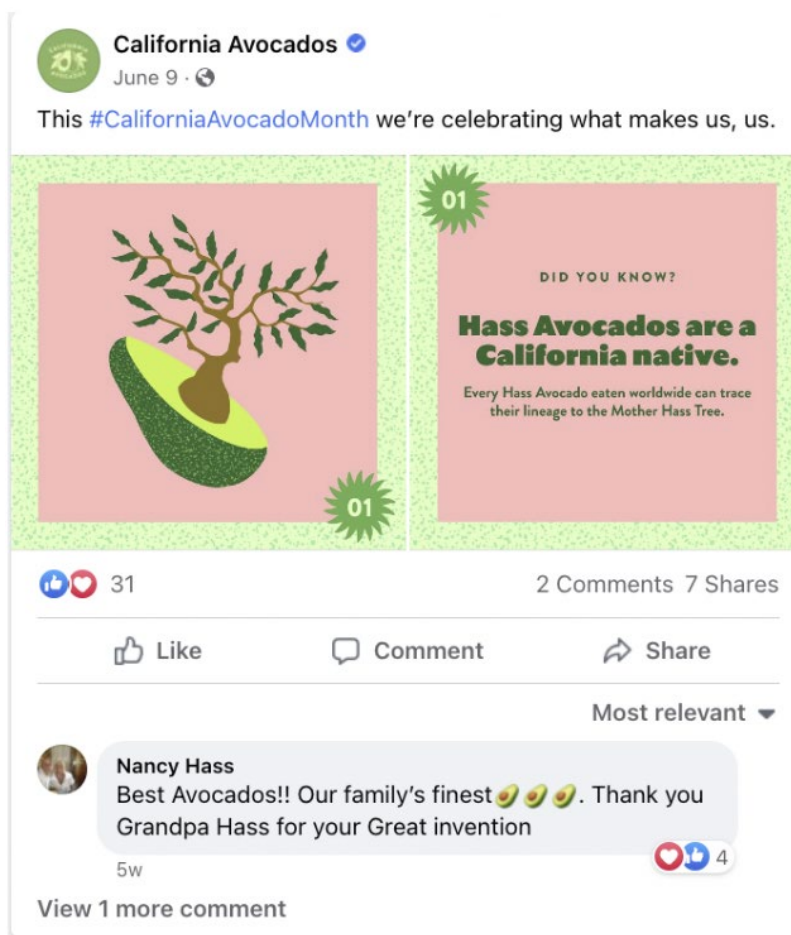 California Avocados
June 9 ·
This #CaliforniaAvocadoMonth we're celebrating what makes us, us.
01
01
DID YOU KNOW?
Hass Avocados are a
California native.
Every Hass Avocado eaten worldwide can trace
their lineage to the Mother Hass Tree.
31
2 Comments 7 Shares
Like
Comment
Share
Most relevant
Nancy Hass
Best Avocados!! Our family's finest🥑🥑🥑. Thank you
Grandpa Hass for your Great invention
4
5w
View 1 more comment